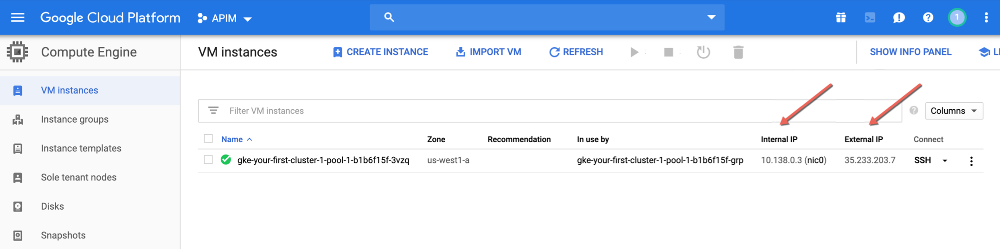 Google Cloud Platform APIM 1
Compute Engine
VM instances CREATE INSTANCE IMPORT VM REFRESH SHOW INFO PANEL
VM instances
Instance groups
Instance templates
Sole tenant nodes
Disks
Snapshots
Filter VM instances Columns
Name Zone Recommendation In use by Internal IP External IP Connect
gke-your-first-cluster-1-pool-1-b1b6f15f-3vzq us-west1-a gke-your-first-cluster-1-pool-1-b1b6f15f-grp 10.138.0.3 (nic0) 35.233.203.7 SSH